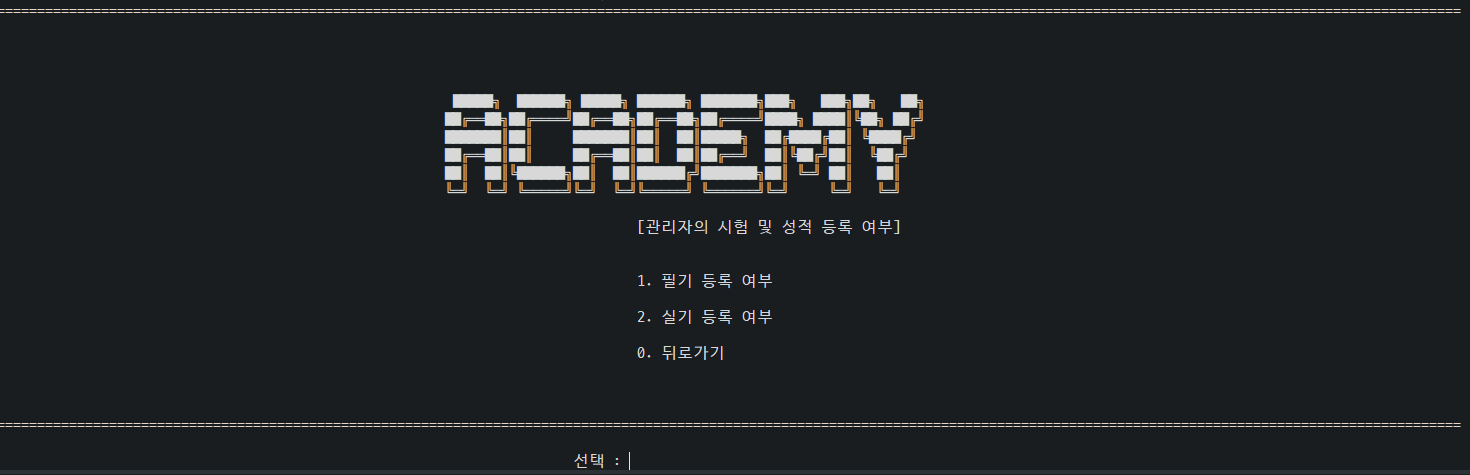 ACADEMY
[관리자의 시험 및 성적 등록 여부]
1. 필기 등록 여부
2. 실기 등록 여부
0. 뒤로가기
선택 :